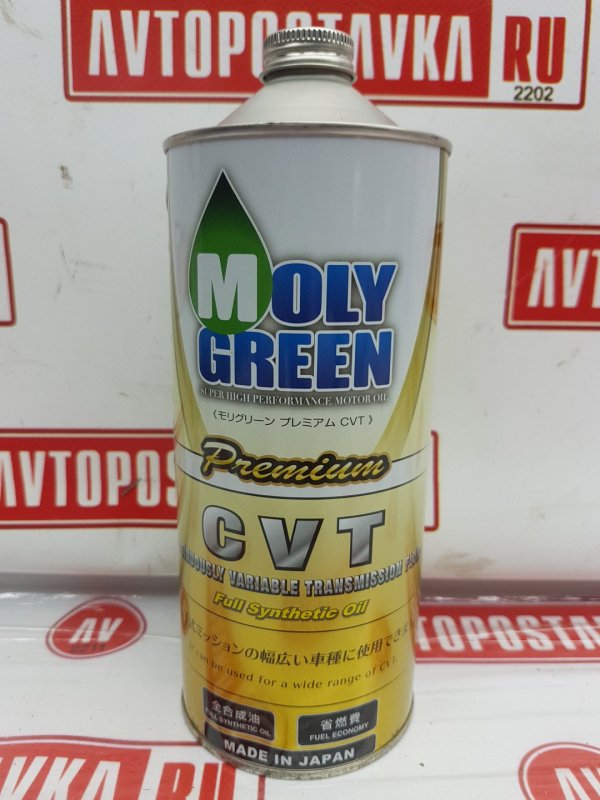 AVTOPOSTAVKA RU
2202
AVT
MOLY
GREEN
SUPER HIGH PERFORMANCE MOTOR OIL
《モリグリーン プレミアム CVT》
Premium
AVTOPOS
CVT
VARIABLE TRANSMISSION
Full Synthetic Oil
AV
AVTOPOSTAVKA
ミッションの幅広い車種に使用できま
It can be used for a wide range of CVT.
全合成油
FULL SYNTHETIC OIL
省燃費
FUEL ECONOMY
MADE IN JAPAN
AVKA RU
AV